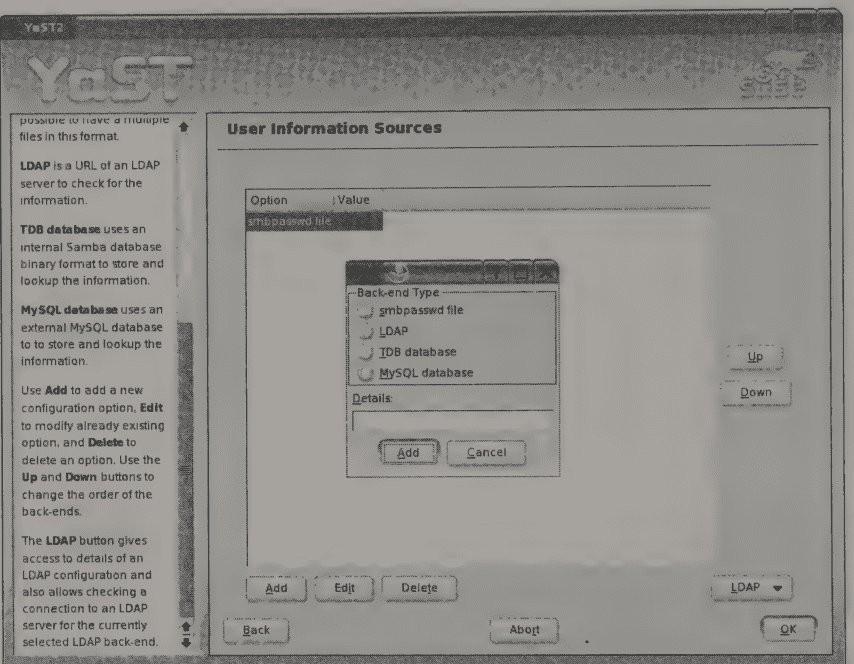 YaST2
YaST
possible to have a multiple
files in this format.
LDAP is a URL of an LDAP
server to check for the
information.
TDB database uses an
internal Samba database
binary format to store and
lookup the information.
MySQL database uses an
external MySQL database
to to store and lookup the
information.
Use Add to add a new
configuration option, Edit
to modify already existing
option, and Delete to
delete an option. Use the
Up and Down buttons to
change the order of the
back-ends.
The LDAP button gives
access to details of an
LDAP configuration and
also allows checking a
connection to an LDAP
server for the currently
selected LDAP back-end.
User Information Sources
Option Value
smbpasswd file
Back-end Type
smbpasswd file
LDAP
TDB database
MySQL database
Details:
Add Cancel
Up
Down
Add Edit Delete LDAP
Back Abort OK